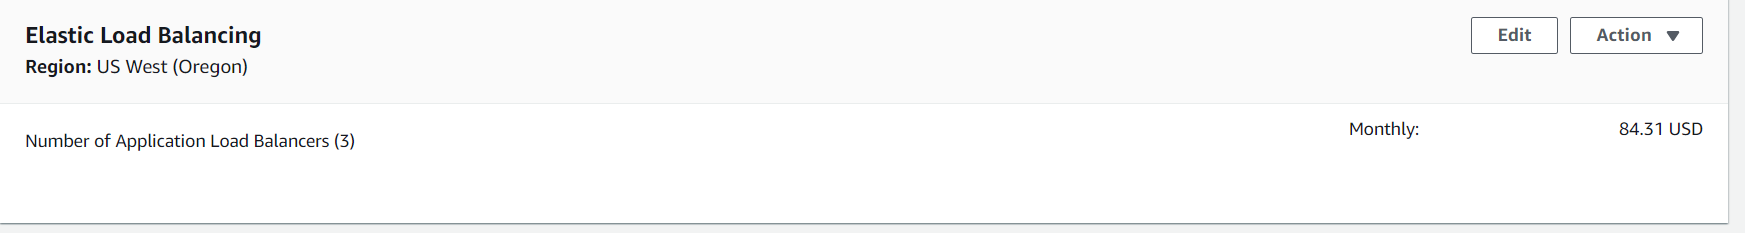 Elastic Load Balancing
Edit
Action
Region: US West (Oregon)
Number of Application Load Balancers (3)
Monthly:
84.31 USD